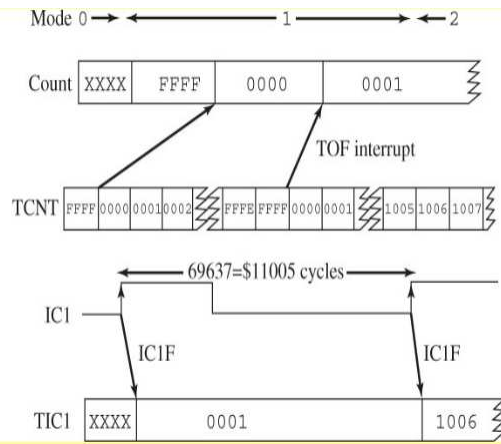 Mode 0 1 2
Count XXXX FFFF 0000 0001
TOF interrupt
TCNT FFFF 0000 0001 0002 FFFE FFFF 0000 0001 1005 1006 1007
69637=$11005 cycles
IC1
IC1F IC1F
TIC1 XXXX 0001 1006